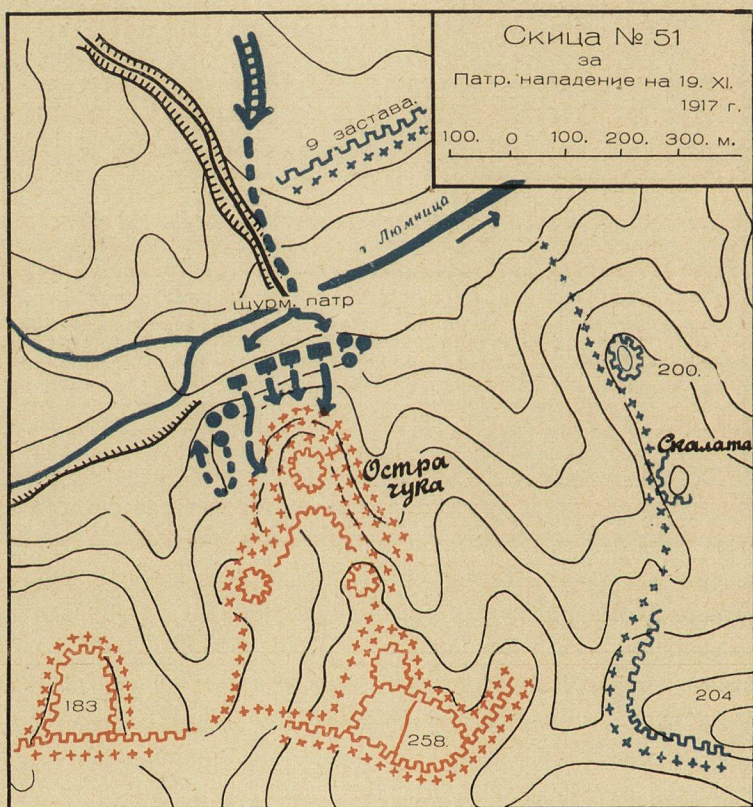 Скица № 51
за
Патр. нападение на 19. XI.
1917 г.
100. 0 100. 200. 300. м.
9 застава.
г Люмница
щурм. патр
200.
Скалата
Остра
чука
183
258.
204